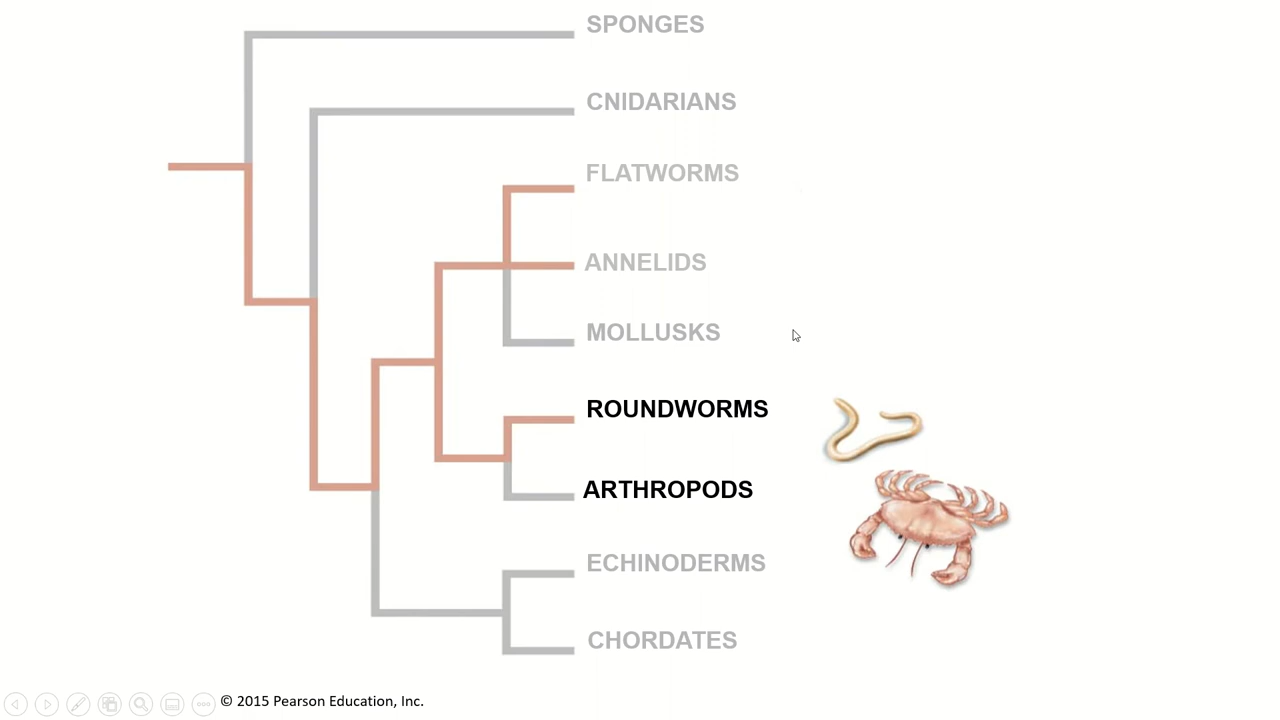 SPONGES
CNIDARIANS
FLATWORMS
ANNELIDS
MOLLUSKS
ROUNDWORMS
ARTHROPODS
ECHINODERMS
CHORDATES
© 2015 Pearson Education, Inc.